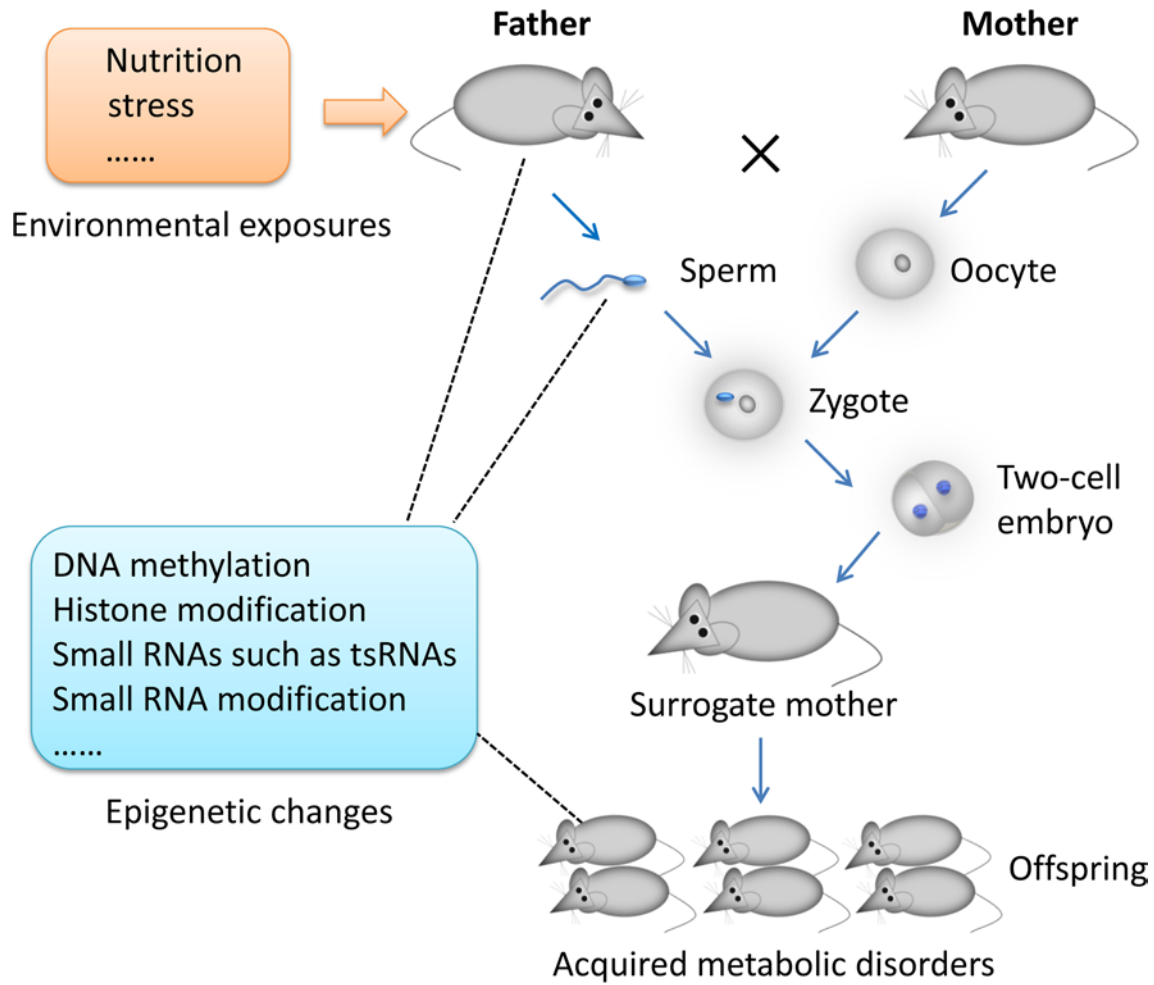 Father
Mother
Nutrition
stress
......
Environmental exposures
Sperm
Oocyte
Zygote
Two-cell
embryo
DNA methylation
Histone modification
Small RNAs such as tsRNAs
Small RNA modification
......
Epigenetic changes
Surrogate mother
Offspring
Acquired metabolic disorders